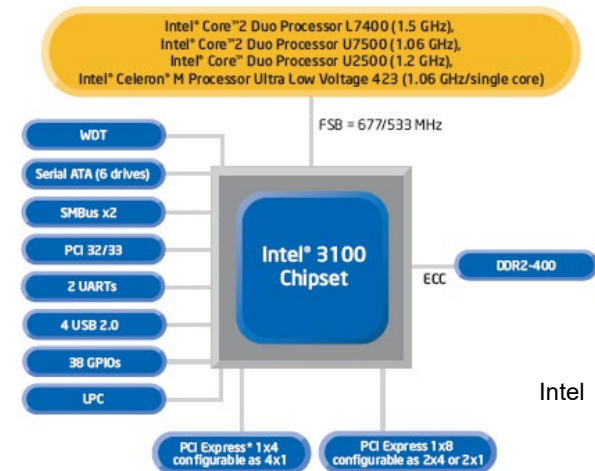 Intel® Core™2 Duo Processor L7400 (1.5 GHz),
Intel® Core™2 Duo Processor U7500 (1.06 GHz),
Intel® Core™ Duo Processor U2500 (1.2 GHz),
Intel® Celeron® M Processor Ultra Low Voltage 423 (1.06 GHz/single core)
FSB = 677/533 MHz
WDT
Serial ATA (6 drives)
SMBus x2
PCI 32/33
2 UARTs
4 USB 2.0
38 GPIOs
LPC
Intel® 3100
Chipset
ECC
DDR2-400
Intel
PCI Express* 1x4
configurable as 4x1
PCI Express 1x8
configurable as 2x4 or 2x1